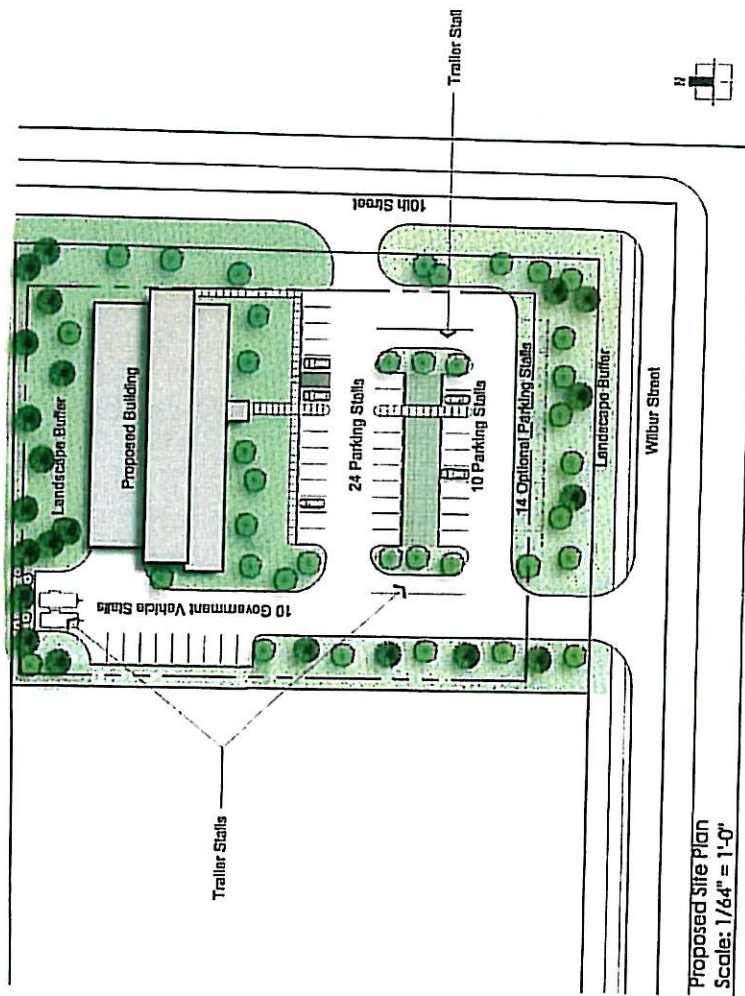 Trailer Stall
N
10th Street
Landscape Buffer
Proposed Building
24 Parking Stalls
10 Parking Stalls
14 Optional Parking Stalls
Landscape Buffer
Wilbur Street
10 Government Vehicle Stalls
Trailer Stalls
Proposed Site Plan
Scale: 1/64" = 1'-0"